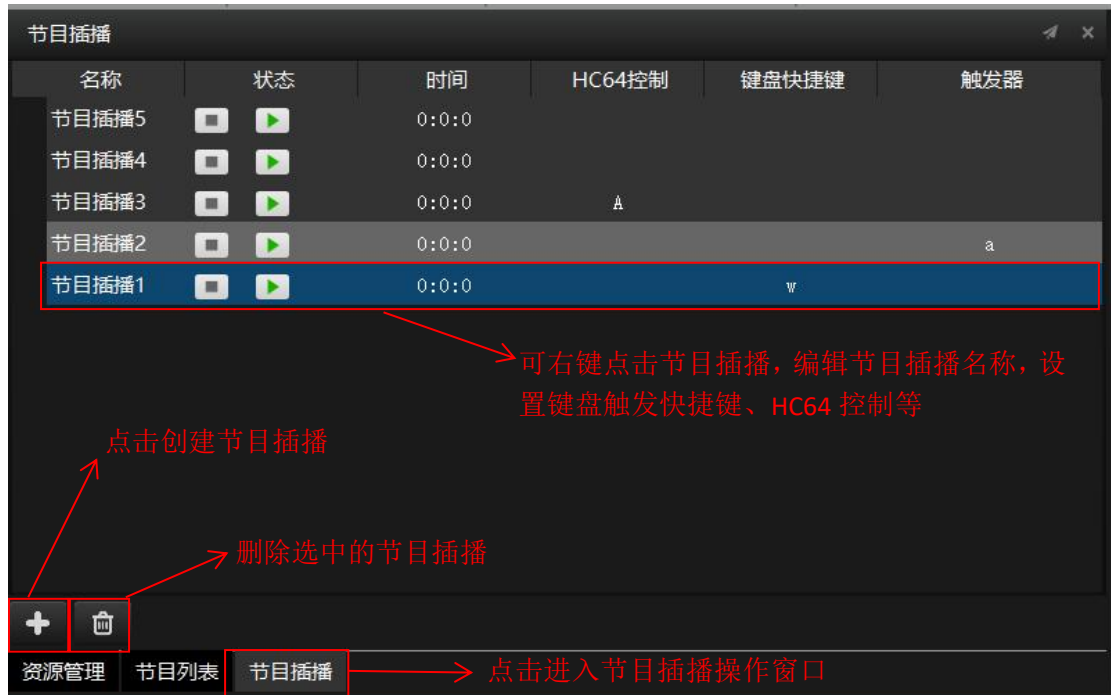 节目插播
名称 状态 时间 HC64控制 键盘快捷键 触发器
节目插播5 0:0:0
节目插播4 0:0:0
节目插播3 0:0:0 A
节目插播2 0:0:0 a
节目插播1 0:0:0 w
可右键点击节目插播，编辑节目插播名称，设
置键盘触发快捷键、HC64 控制等
点击创建节目插播
删除选中的节目插播
资源管理 节目列表 节目插播 点击进入节目插播操作窗口